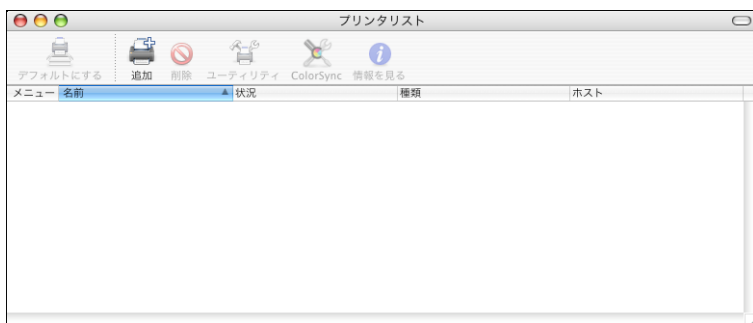 プリンタリスト
デフォルトにする 追加 削除 ユーティリティ ColorSync 情報を見る
メニュー 名前 状況 種類 ホスト